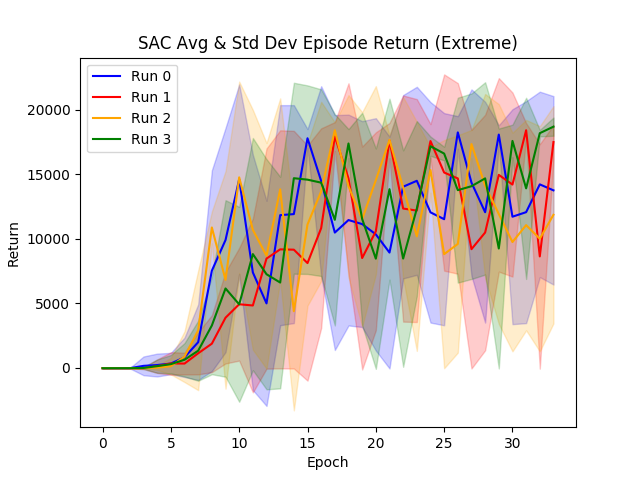 SAC Avg & Std Dev Episode Return (Extreme)
Run 0
Run 1
Run 2
Run 3
20000
15000
10000
5000
0
Return
0 5 10 15 20 25 30
Epoch